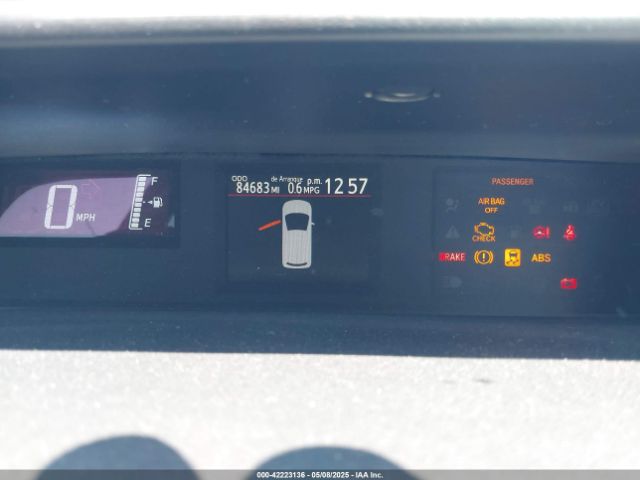 PASSENGER
F
ODO de Arranque p.m.
84683 MI 0.6 MPG 12 57
AIR BAG
OFF
0 MPH
E
CHECK
BRAKE ABS
000-42223136 - 05/08/2025 - IAA Inc.